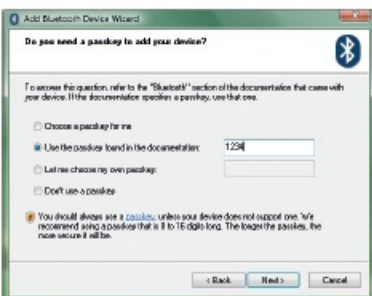 Add Bluetooth Device Wizard
Do you need a passkey to add your device?
To answer this question, refer to the "Bluetooth" section of the documentation that came with
your device. If the documentation specifies a passkey, use that one.
Choose a passkey for me
Use the passkey found in the documentation:
1234
Let me choose my own passkey:
Don't use a passkey
You should always use a passkey, unless your device does not support one. We
recommend using a passkey that is 8 to 16 digits long. The longer the passkey, the
more secure it will be.
< Back
Next >
Cancel